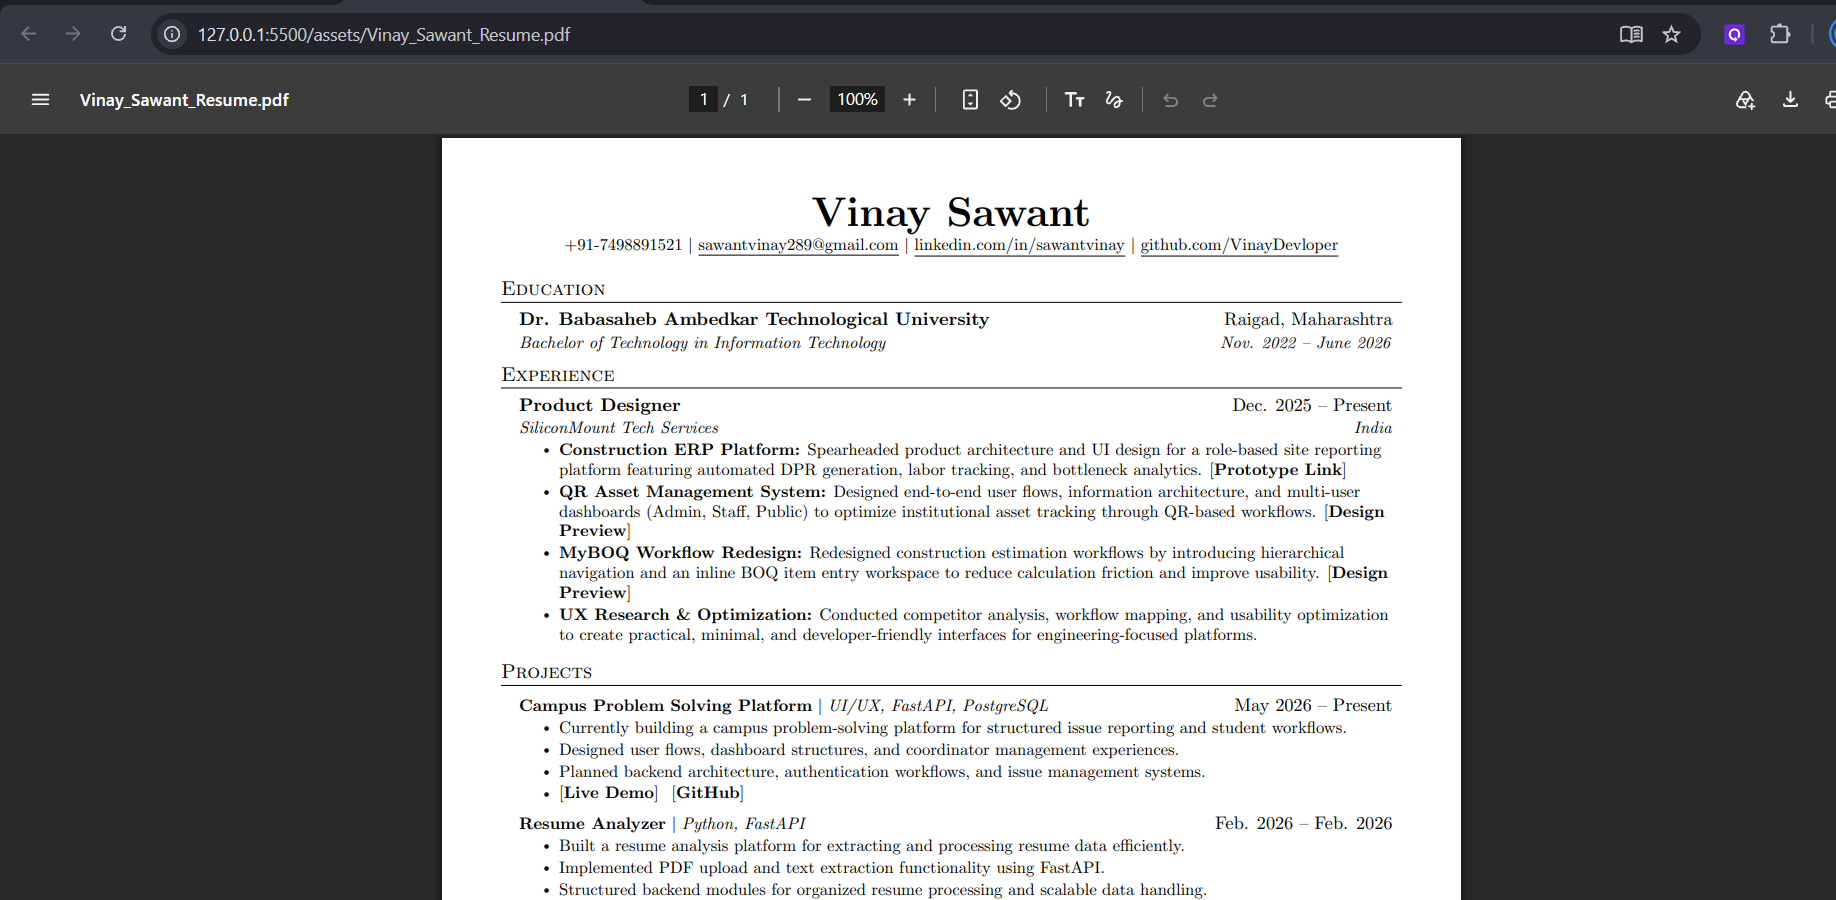 127.0.0.1:5500/assets/Vinay_Sawant_Resume.pdf
Vinay_Sawant_Resume.pdf
1 / 1
100%
Vinay Sawant
+91-7498891521 | sawantvinay289@gmail.com | linkedin.com/in/sawantvinay | github.com/VinayDevloper
Education
Dr. Babasaheb Ambedkar Technological University Raigad, Maharashtra
Bachelor of Technology in Information Technology Nov. 2022 – June 2026
Experience
Product Designer Dec. 2025 – Present
SiliconMount Tech Services India
• Construction ERP Platform: Spearheaded product architecture and UI design for a role-based site reporting
platform featuring automated DPR generation, labor tracking, and bottleneck analytics. [Prototype Link]
• QR Asset Management System: Designed end-to-end user flows, information architecture, and multi-user
dashboards (Admin, Staff, Public) to optimize institutional asset tracking through QR-based workflows. [Design
Preview]
• MyBOQ Workflow Redesign: Redesigned construction estimation workflows by introducing hierarchical
navigation and an inline BOQ item entry workspace to reduce calculation friction and improve usability. [Design
Preview]
• UX Research & Optimization: Conducted competitor analysis, workflow mapping, and usability optimization
to create practical, minimal, and developer-friendly interfaces for engineering-focused platforms.
Projects
Campus Problem Solving Platform | UI/UX, FastAPI, PostgreSQL May 2026 – Present
• Currently building a campus problem-solving platform for structured issue reporting and student workflows.
• Designed user flows, dashboard structures, and coordinator management experiences.
• Planned backend architecture, authentication workflows, and issue management systems.
• [Live Demo] [GitHub]
Resume Analyzer | Python, FastAPI Feb. 2026 – Feb. 2026
• Built a resume analysis platform for extracting and processing resume data efficiently.
• Implemented PDF upload and text extraction functionality using FastAPI.
• Structured backend modules for organized resume processing and scalable data handling.